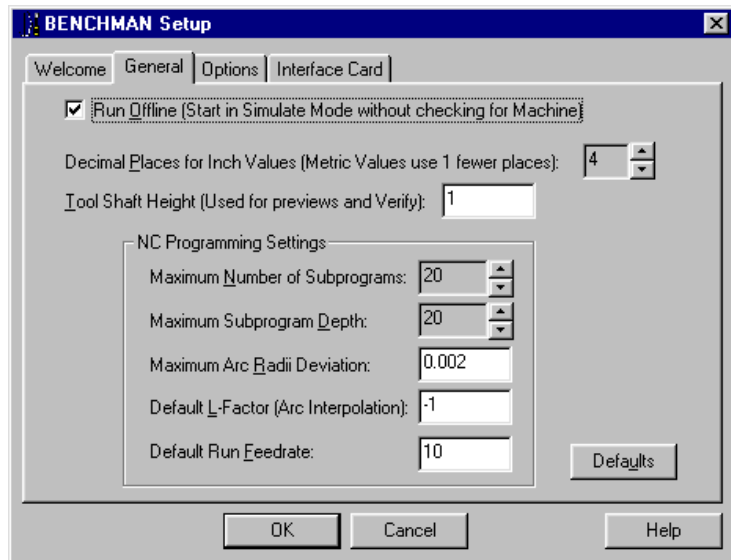 BENCHMAN Setup
Welcome General Options Interface Card
Run Offline (Start in Simulate Mode without checking for Machine)
Decimal Places for Inch Values (Metric Values use 1 fewer places): 4
Tool Shaft Height (Used for previews and Verify): 1
NC Programming Settings
Maximum Number of Subprograms: 20
Maximum Subprogram Depth: 20
Maximum Arc Radii Deviation: 0.002
Default L-Factor (Arc Interpolation): -1
Default Run Feedrate: 10
Defaults
OK Cancel Help